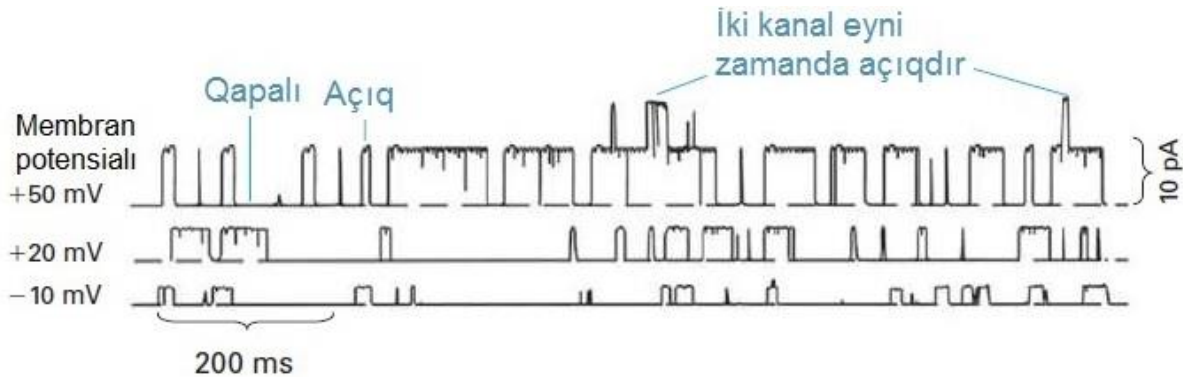 İki kanal eyni
zamanda açıqdır
Qapalı
Açıq
Membran
potensialı
+50 mV
10 pA
+20 mV
−10 mV
200 ms